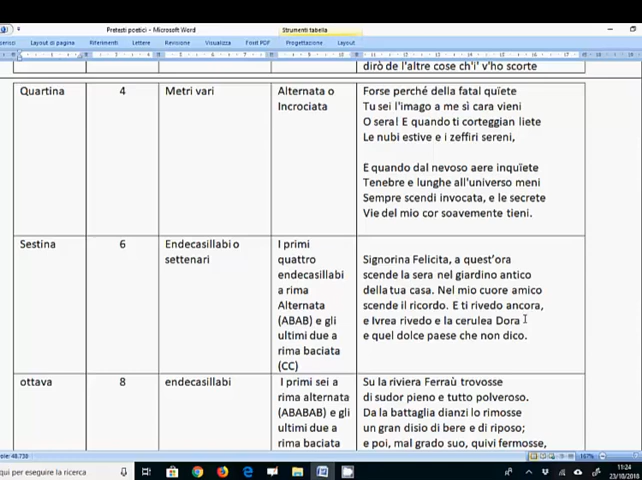 Pretesti poetici - Microsoft Word
Strumenti tabella
Layout di pagina Riferimenti Lettere Revisione Visualizza Foxit PDF Progettazione Layout
dirò de l'altre cose ch'i' v'ho scorte
Quartina 4 Metri vari Alternata o
Incrociata
Forse perché della fatal quïete
Tu sei l'imago a me sì cara vieni
O sera! E quando ti corteggian liete
Le nubi estive e i zeffiri sereni,
E quando dal nevoso aere inquïete
Tenebre e lunghe all'universo meni
Sempre scendi invocata, e le secrete
Vie del mio cor soavemente tieni.
Sestina 6 Endecasillabi o
settenari
I primi
quattro
endecasillabi
a rima
Alternata
(ABAB) e gli
ultimi due a
rima baciata
(CC)
Signorina Felicita, a quest'ora
scende la sera nel giardino antico
della tua casa. Nel mio cuore amico
scende il ricordo. E ti rivedo ancora,
e Ivrea rivedo e la cerulea Dora
e quel dolce paese che non dico.
ottava 8 endecasillabi
I primi sei a
rima alternata
(ABABAB) e gli
ultimi due a
rima baciata
Su la riviera Ferraù trovosse
di sudor pieno e tutto polveroso.
Da la battaglia dianzi lo rimosse
un gran disio di bere e di riposo;
e poi, mal grado suo, quivi fermosse,
ole: 48.738
167%
qui per eseguire la ricerca
11:24
23/10/2018